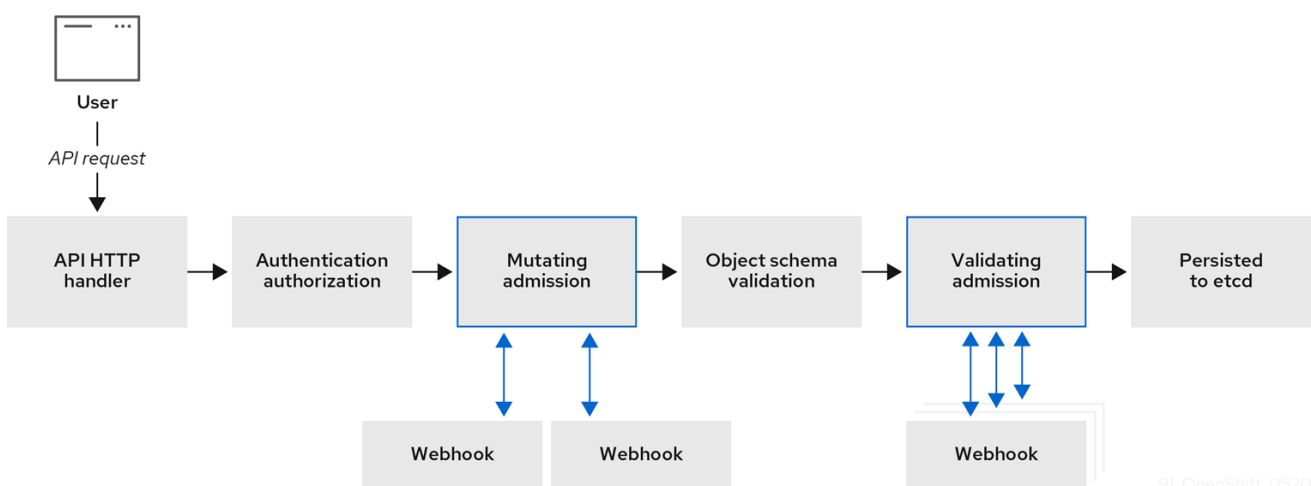 User
API request
API HTTP
handler
Authentication
authorization
Mutating
admission
Object schema
validation
Validating
admission
Persisted
to etcd
Webhook
Webhook
Webhook
91_OpenShift_0520